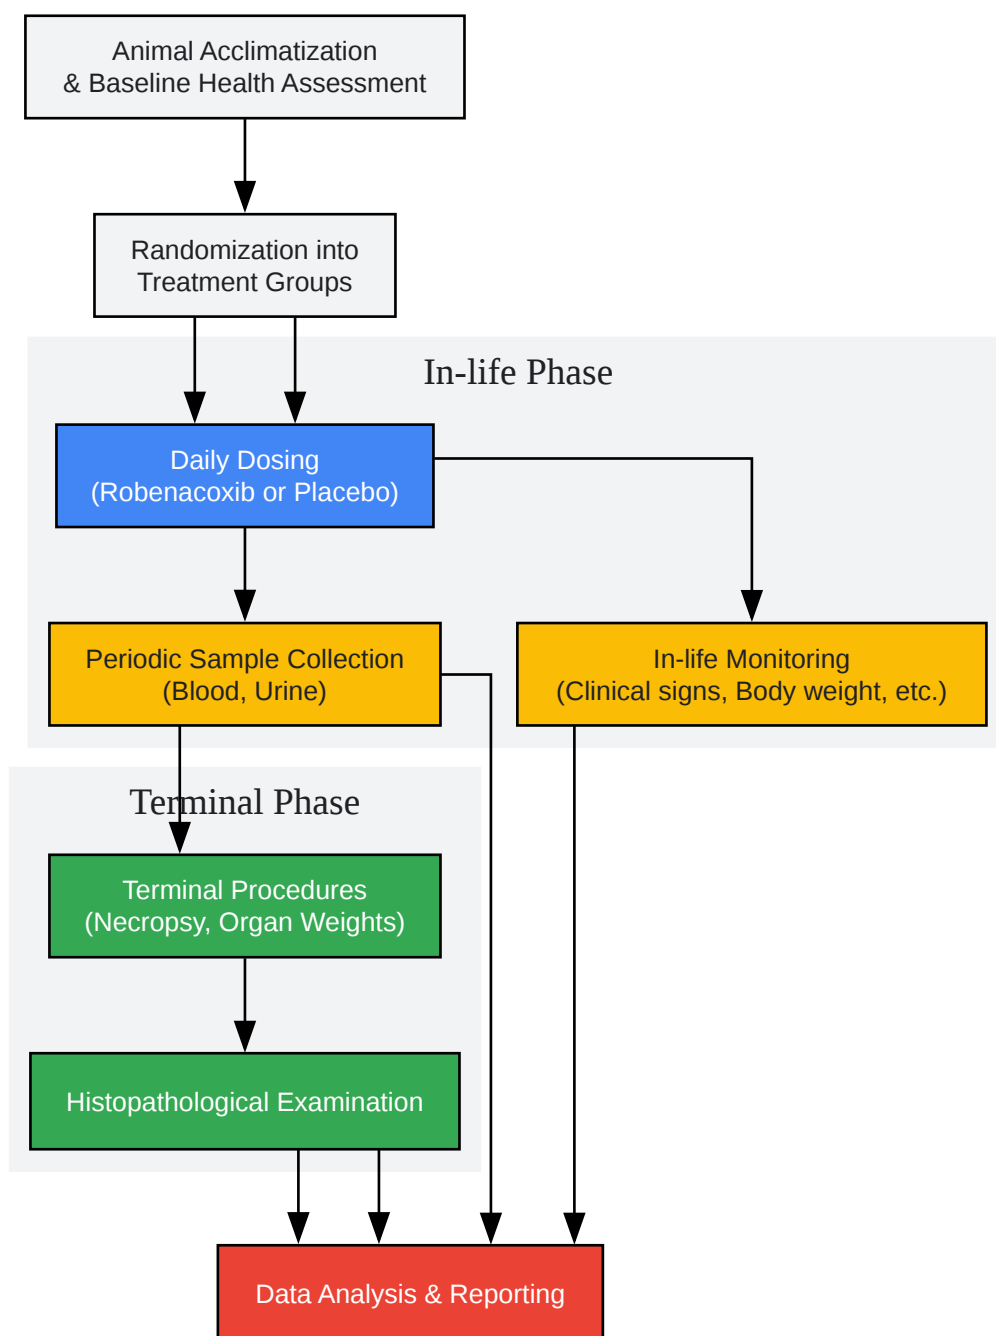 Animal Acclimatization
& Baseline Health Assessment
Randomization into
Treatment Groups
In-life Phase
Daily Dosing
(Robenacoxib or Placebo)
Periodic Sample Collection
(Blood, Urine)
In-life Monitoring
(Clinical signs, Body weight, etc.)
Terminal Phase
Terminal Procedures
(Necropsy, Organ Weights)
Histopathological Examination
Data Analysis & Reporting